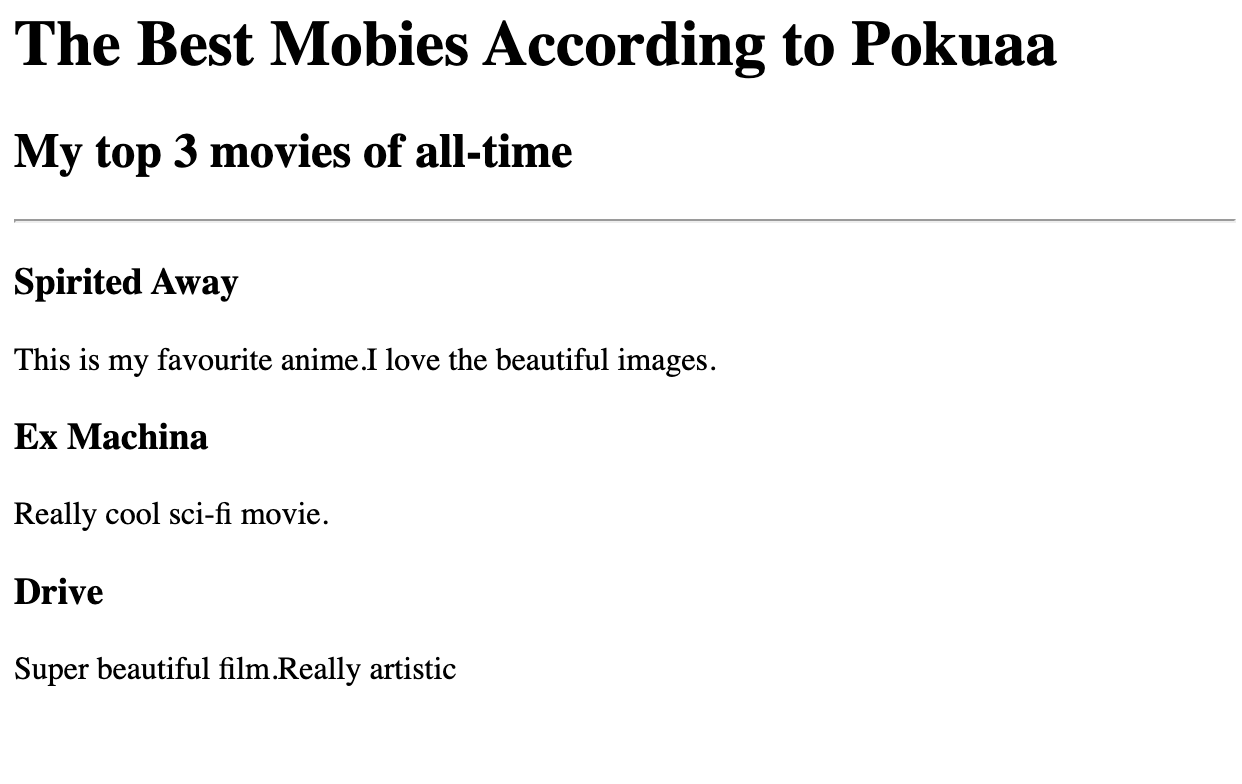 The Best Mobies According to Pokuaa
My top 3 movies of all-time
Spirited Away
This is my favourite anime.I love the beautiful images.
Ex Machina
Really cool sci-fi movie.
Drive
Super beautiful film.Really artistic